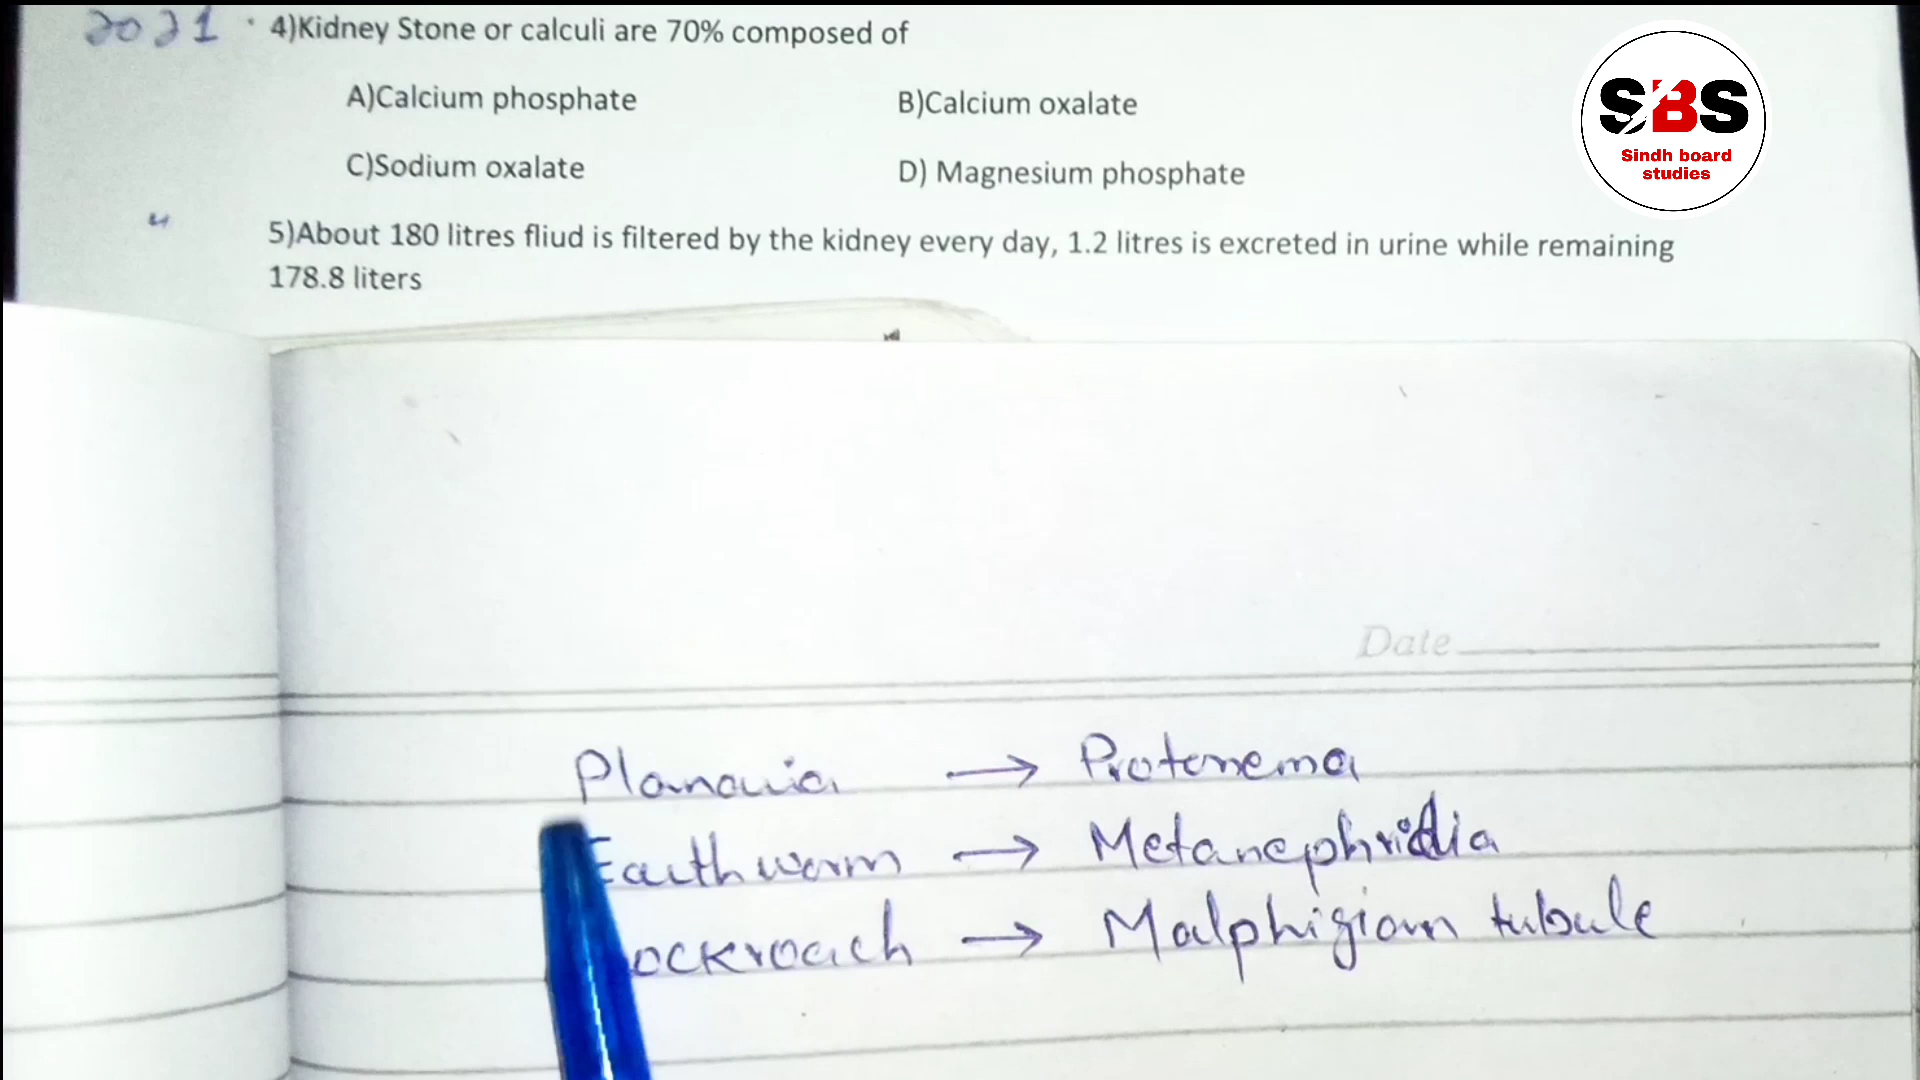 2021
4)Kidney Stone or calculi are 70% composed of
A)Calcium phosphate B)Calcium oxalate
C)Sodium oxalate D) Magnesium phosphate
SBS
Sindh board
studies
5)About 180 litres fliud is filtered by the kidney every day, 1.2 litres is excreted in urine while remaining
178.8 liters
Date
Planaria → Protonema
Earthworm → Metanephridia
ockroach → Malphigian tubule